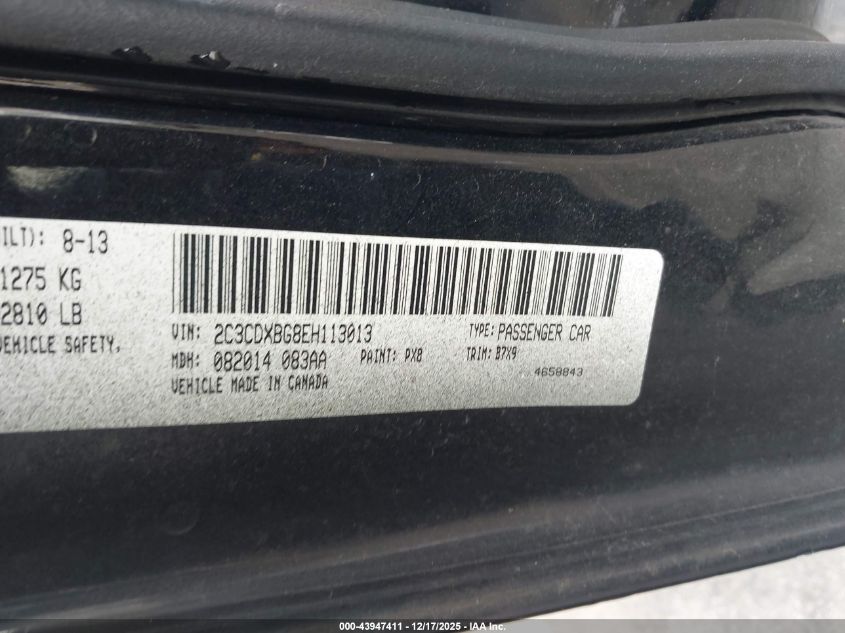 ILT): 8-13
1275 KG
2810 LB
VEHICLE SAFETY,
VIN: 2C3CDXBG8EH113013 TYPE: PASSENGER CAR
MDH: 082014 083AA PAINT: PX8 TRIM: B7X9
VEHICLE MADE IN CANADA 4658843
000-43947411 - 12/17/2025 - IAA Inc.